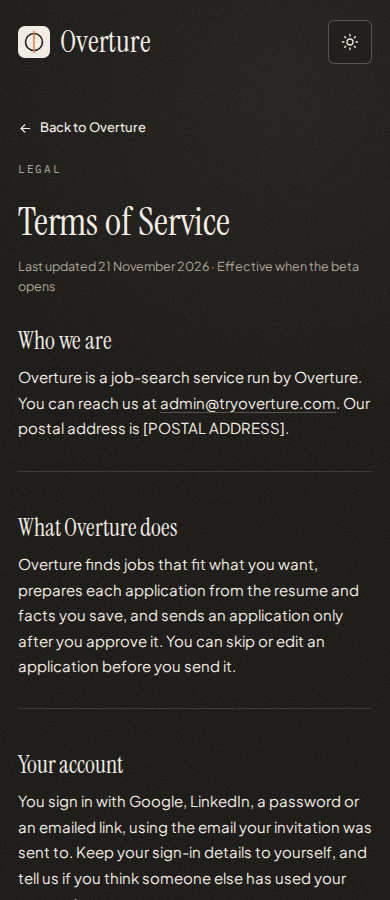 Overture
← Back to Overture
LEGAL
Terms of Service
Last updated 21 November 2026 · Effective when the beta
opens
Who we are
Overture is a job-search service run by Overture.
You can reach us at admin@tryoverture.com. Our
postal address is [POSTAL ADDRESS].
What Overture does
Overture finds jobs that fit what you want,
prepares each application from the resume and
facts you save, and sends an application only
after you approve it. You can skip or edit an
application before you send it.
Your account
You sign in with Google, LinkedIn, a password or
an emailed link, using the email your invitation was
sent to. Keep your sign-in details to yourself, and
tell us if you think someone else has used your